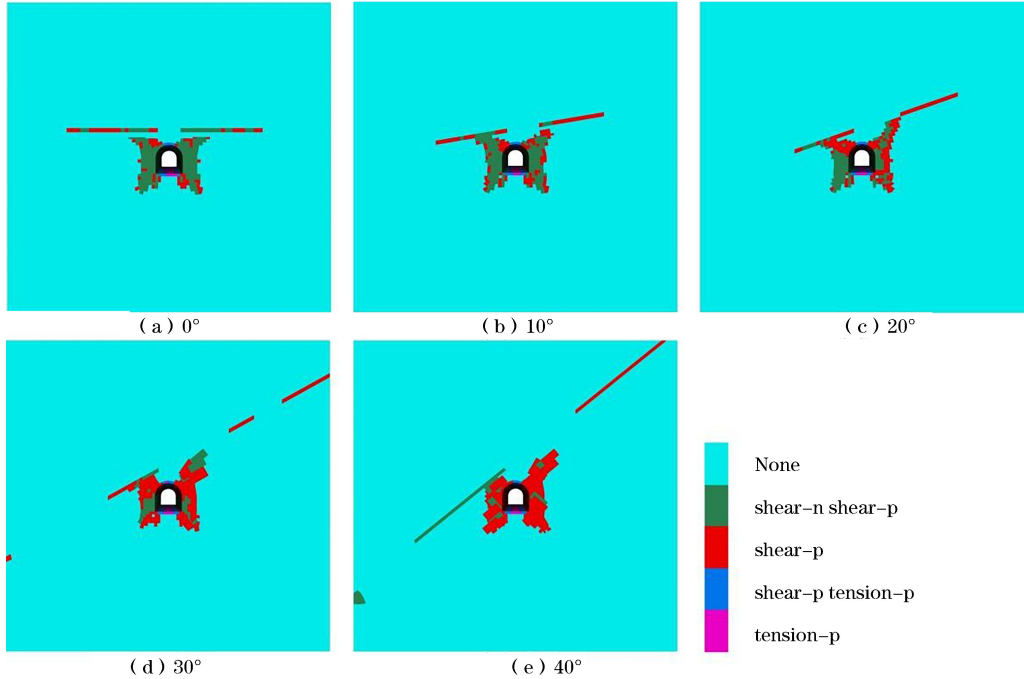 (a) 0°
(b) 10°
(c) 20°
(d) 30°
(e) 40°
None
shear-n shear-p
shear-p
shear-p tension-p
tension-p